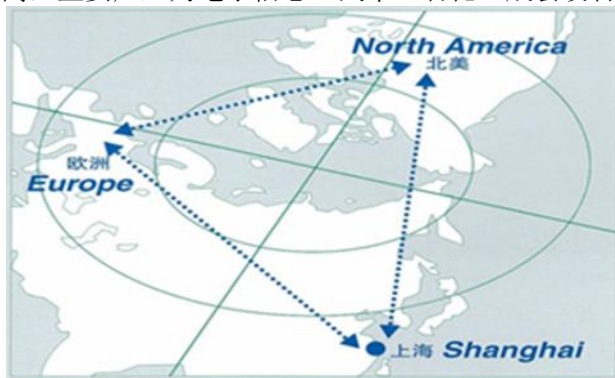 North America
北美
欧洲
Europe
上海 Shanghai